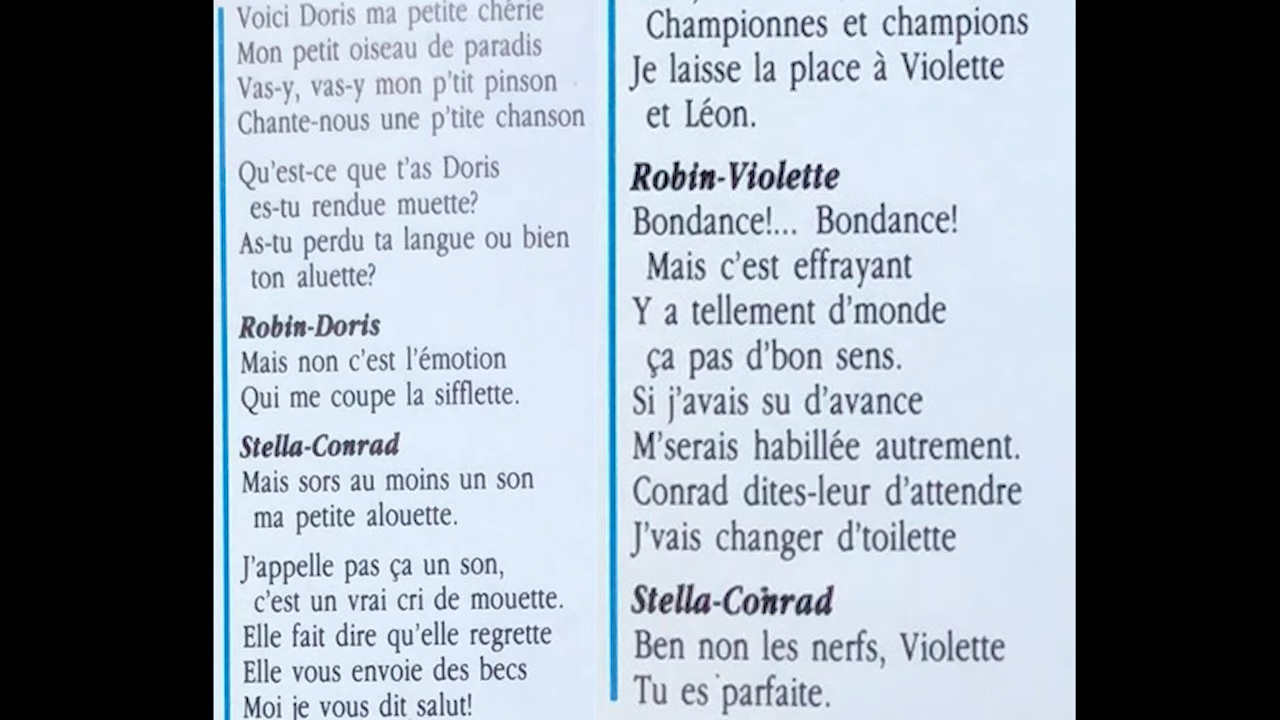 Voici Doris ma petite chérie
Mon petit oiseau de paradis
Vas-y, vas-y mon p'tit pinson
Chante-nous une p'tite chanson
Qu'est-ce que t'as Doris
es-tu rendue muette?
As-tu perdu ta langue ou bien
ton aluette?
Robin-Doris
Mais non c'est l'émotion
Qui me coupe la sifflette.
Stella-Conrad
Mais sors au moins un son
ma petite alouette.
J'appelle pas ça un son,
c'est un vrai cri de mouette.
Elle fait dire qu'elle regrette
Elle vous envoie des becs
Moi je vous dit salut!
Championnes et champions
Je laisse la place à Violette
et Léon.
Robin-Violette
Bondance!... Bondance!
Mais c'est effrayant
Y a tellement d'monde
ça pas d'bon sens.
Si j'avais su d'avance
M'serais habillée autrement.
Conrad dites-leur d'attendre
J'vais changer d'toilette
Stella-Conrad
Ben non les nerfs, Violette
Tu es parfaite.